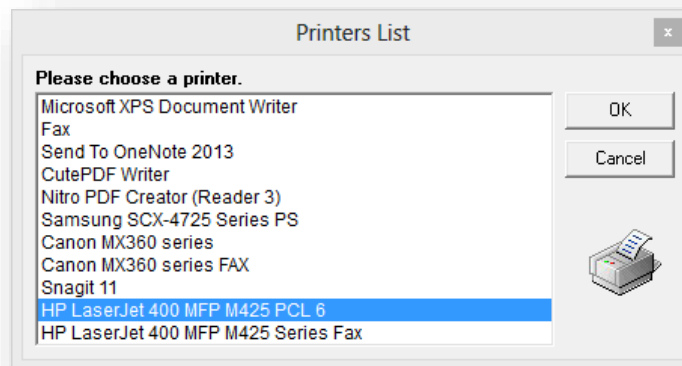 Printers List
x
Please choose a printer.
Microsoft XPS Document Writer
Fax
Send To OneNote 2013
CutePDF Writer
Nitro PDF Creator (Reader 3)
Samsung SCX-4725 Series PS
Canon MX360 series
Canon MX360 series FAX
Snagit 11
HP LaserJet 400 MFP M425 PCL 6
HP LaserJet 400 MFP M425 Series Fax
OK
Cancel